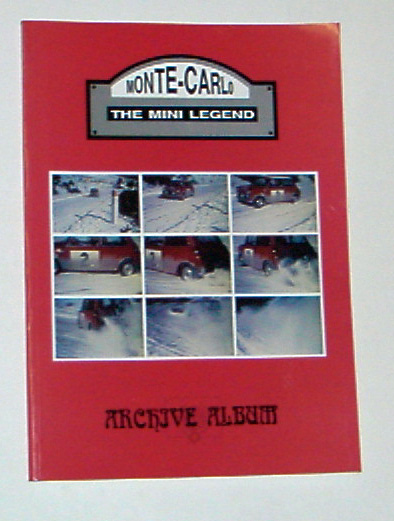 MONTE-CARLO
THE MINI LEGEND
ARCHIVE ALBUM